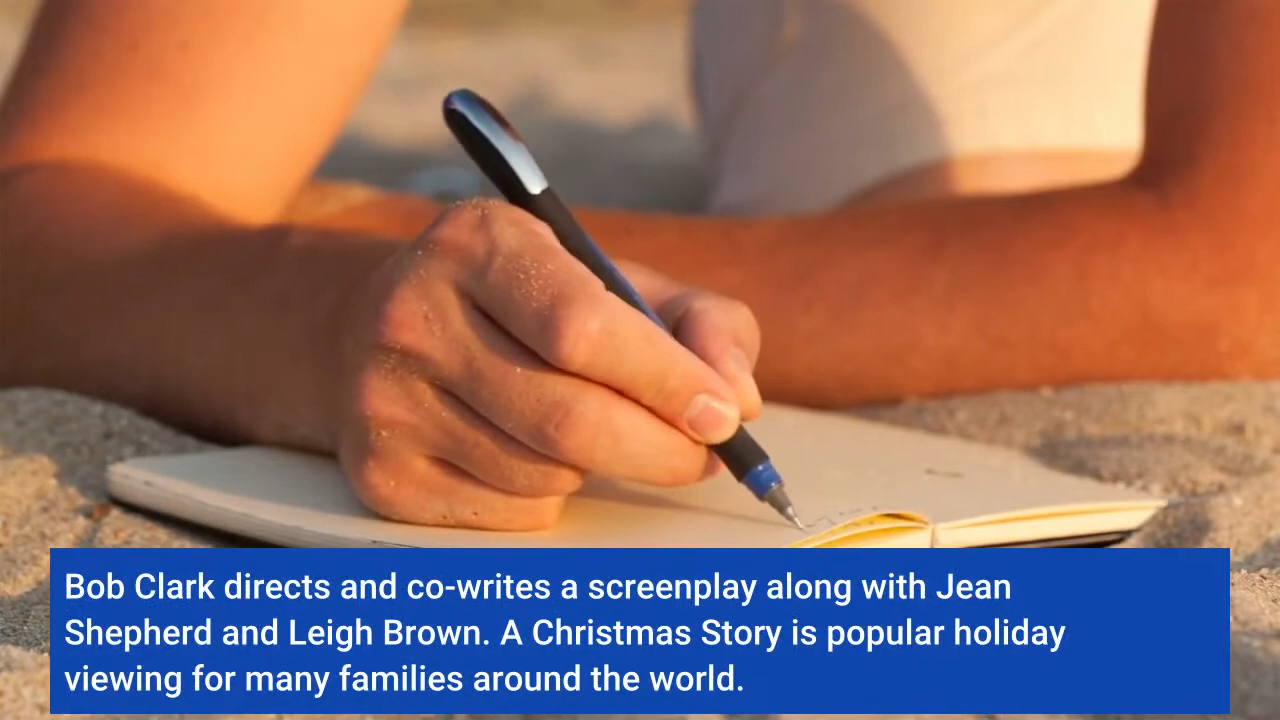 Bob Clark directs and co-writes a screenplay along with Jean
Shepherd and Leigh Brown. A Christmas Story is popular holiday
viewing for many families around the world.